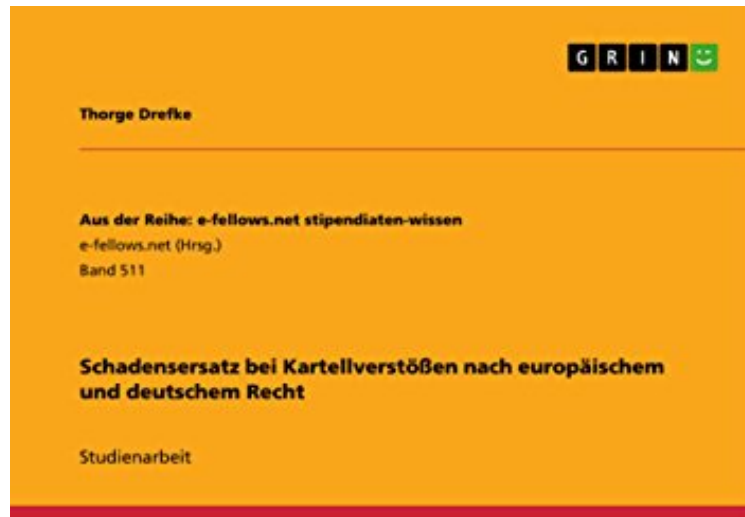 GRIN
Thorge Drefke
Aus der Reihe: e-fellows.net stipendiaten-wissen
e-fellows.net (Hrsg.)
Band 511
Schadensersatz bei Kartellverstößen nach europäischem
und deutschem Recht
Studienarbeit